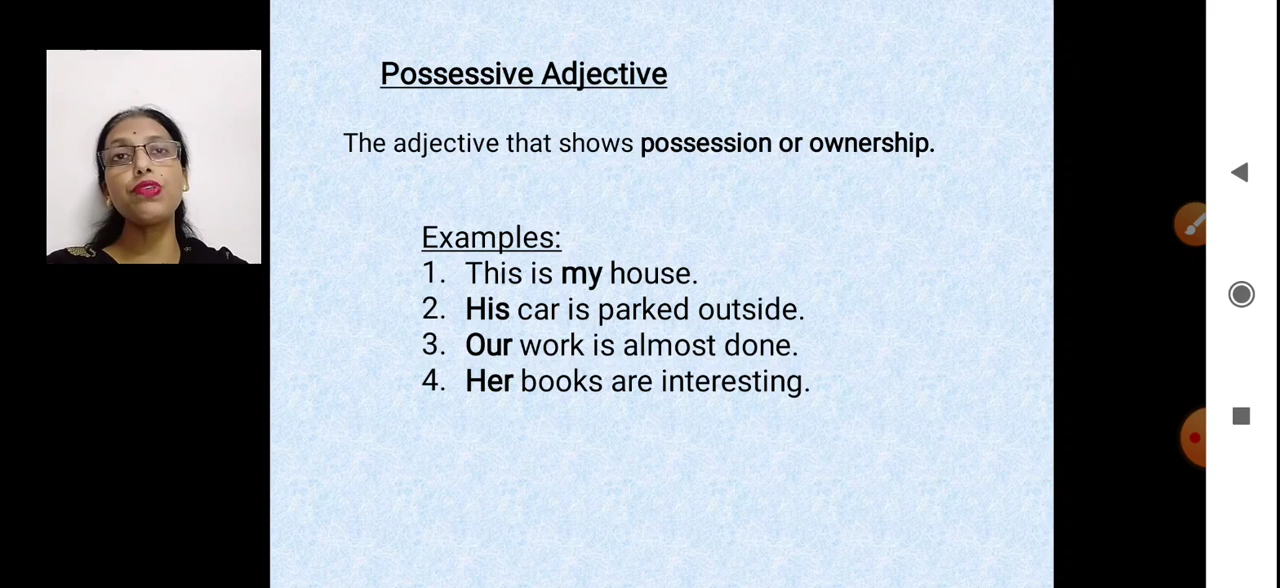 Possessive Adjective
The adjective that shows possession or ownership.
Examples:
1. This is my house.
2. His car is parked outside.
3. Our work is almost done.
4. Her books are interesting.